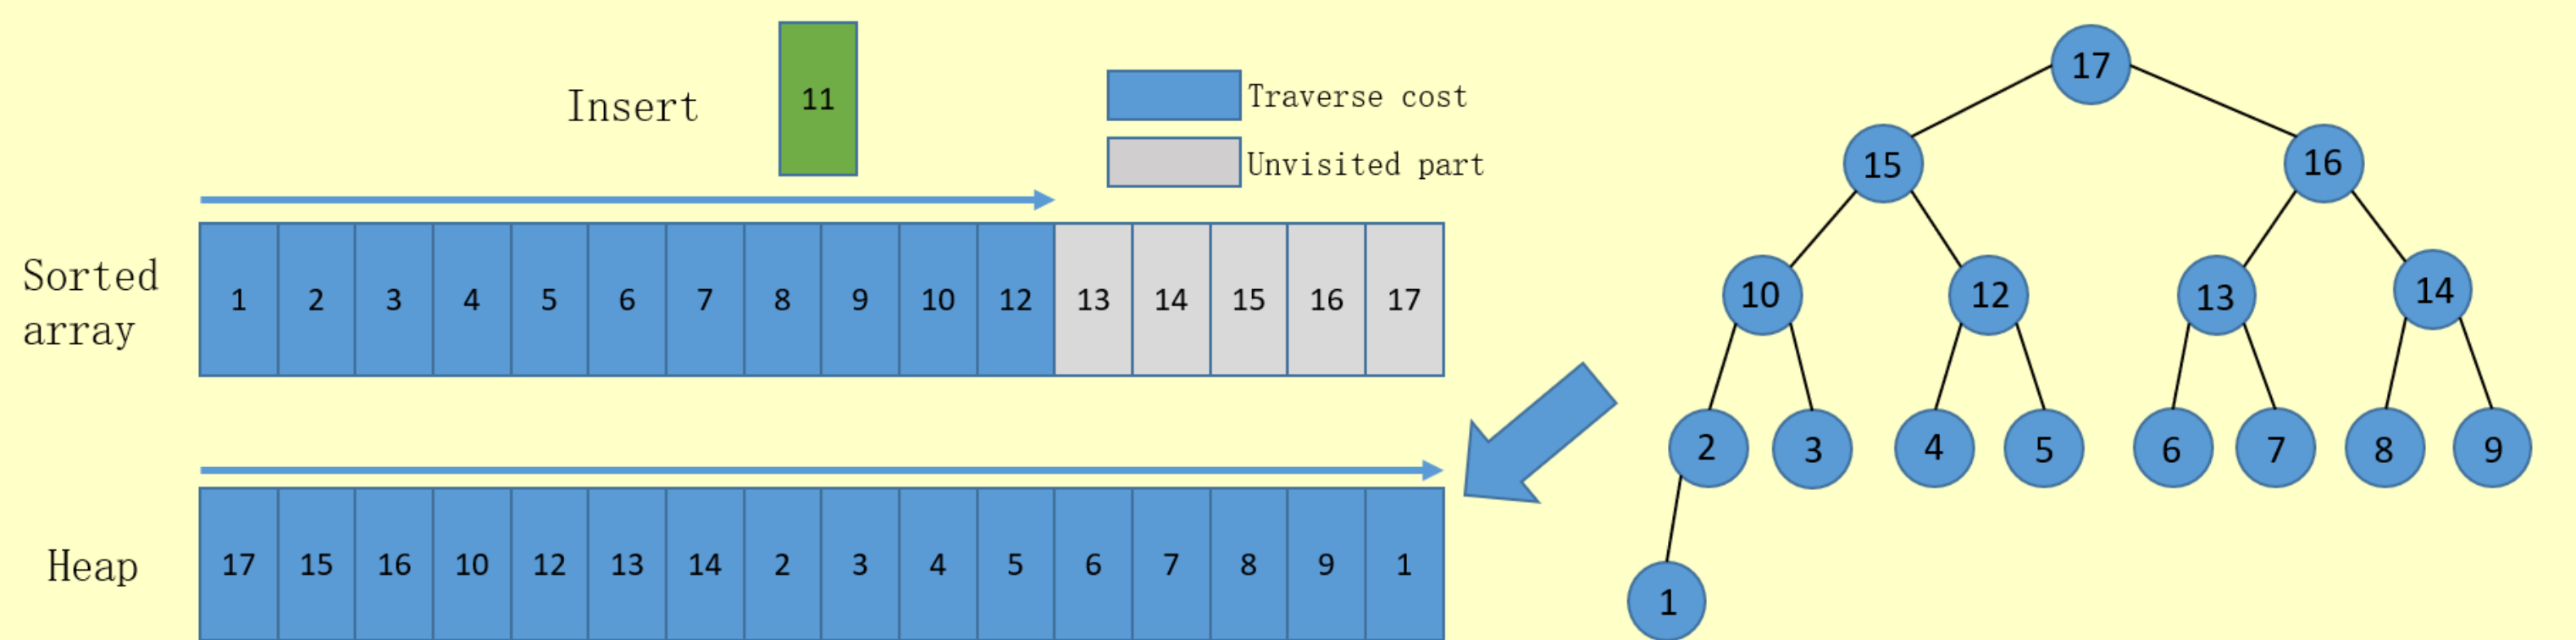 Insert 11
Traverse cost
Unvisited part
Sorted
array
1 2 3 4 5 6 7 8 9 10 12 13 14 15 16 17
Heap
17 15 16 10 12 13 14 2 3 4 5 6 7 8 9 1
17
15 16
10 12 13 14
2 3 4 5 6 7 8 9
1